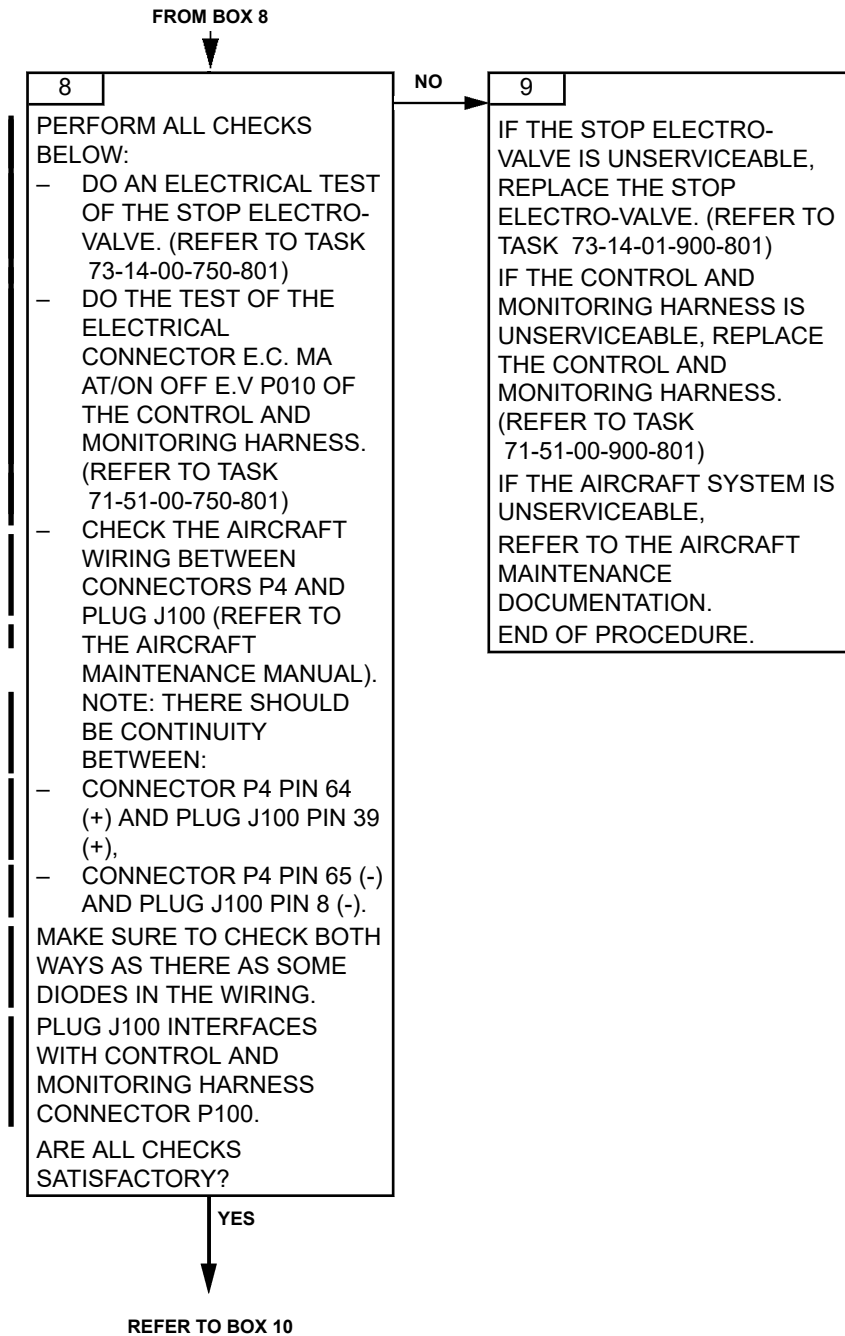 FROM BOX 8
8
PERFORM ALL CHECKS
BELOW:
– DO AN ELECTRICAL TEST
OF THE STOP ELECTRO-
VALVE. (REFER TO TASK
73-14-00-750-801)
– DO THE TEST OF THE
ELECTRICAL
CONNECTOR E.C. MA
AT/ON OFF E.V P010 OF
THE CONTROL AND
MONITORING HARNESS.
(REFER TO TASK
71-51-00-750-801)
– CHECK THE AIRCRAFT
WIRING BETWEEN
CONNECTORS P4 AND
PLUG J100 (REFER TO
THE AIRCRAFT
MAINTENANCE MANUAL).
NOTE: THERE SHOULD
BE CONTINUITY
BETWEEN:
– CONNECTOR P4 PIN 64
(+) AND PLUG J100 PIN 39
(+),
– CONNECTOR P4 PIN 65 (-)
AND PLUG J100 PIN 8 (-).
MAKE SURE TO CHECK BOTH
WAYS AS THERE AS SOME
DIODES IN THE WIRING.
PLUG J100 INTERFACES
WITH CONTROL AND
MONITORING HARNESS
CONNECTOR P100.
ARE ALL CHECKS
SATISFACTORY?
NO
9
IF THE STOP ELECTRO-
VALVE IS UNSERVICEABLE,
REPLACE THE STOP
ELECTRO-VALVE. (REFER TO
TASK 73-14-01-900-801)
IF THE CONTROL AND
MONITORING HARNESS IS
UNSERVICEABLE, REPLACE
THE CONTROL AND
MONITORING HARNESS.
(REFER TO TASK
71-51-00-900-801)
IF THE AIRCRAFT SYSTEM IS
UNSERVICEABLE,
REFER TO THE AIRCRAFT
MAINTENANCE
DOCUMENTATION.
END OF PROCEDURE.
YES
REFER TO BOX 10